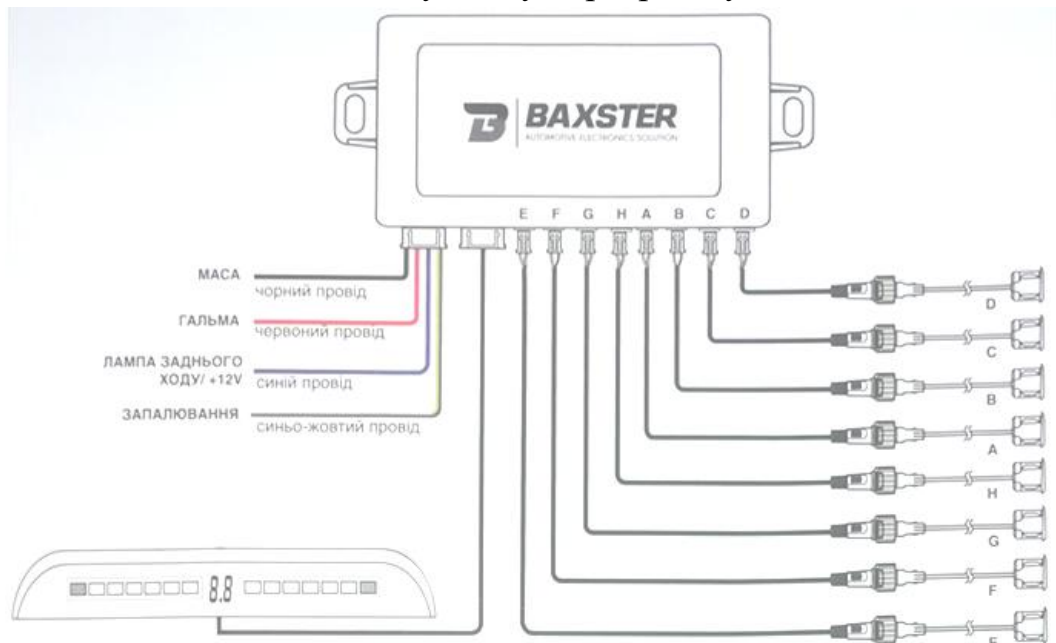 BAXSTER
AUTOMOTIVE ELECTRONICS SOLUTION
E F G H A B C D
МАСА
чорний провід
ГАЛЬМА
червоний провід
ЛАМПА ЗАДНЬОГО
ХОДУ/ +12V
синій провід
ЗАПАЛЮВАННЯ
синьо-жовтий провід
8.8
D
C
B
A
H
G
F
E